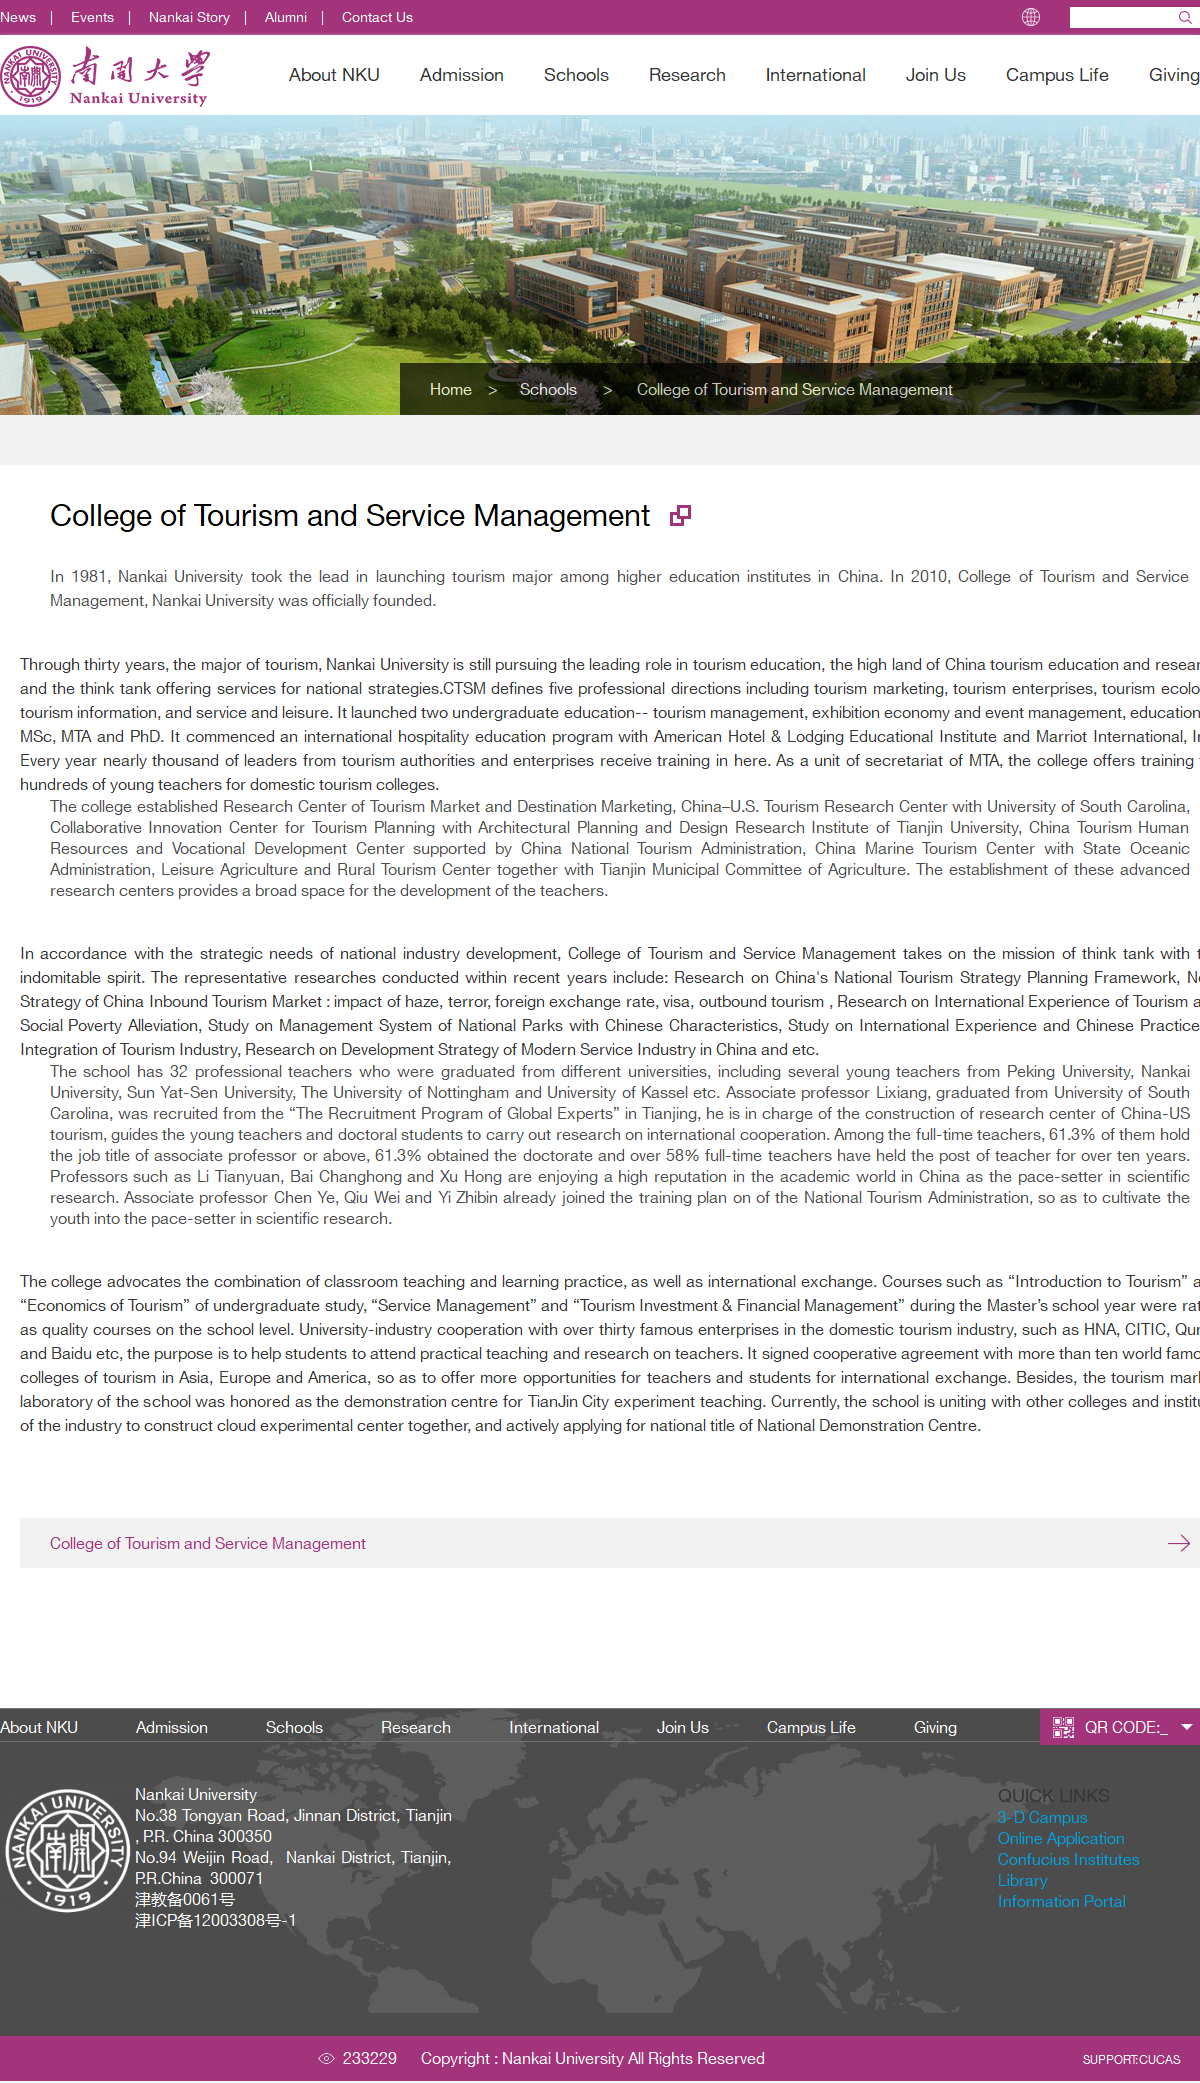 News | Events | Nankai Story | Alumni | Contact Us
NANKAI UNIVERSITY
1919
南開大學
Nankai University
About NKU Admission Schools Research International Join Us Campus Life Giving
Home > Schools > College of Tourism and Service Management
College of Tourism and Service Management
In 1981, Nankai University took the lead in launching tourism major among higher education institutes in China. In 2010, College of Tourism and Service
Management, Nankai University was officially founded.
Through thirty years, the major of tourism, Nankai University is still pursuing the leading role in tourism education, the high land of China tourism education and
and the think tank offering services for national strategies.CTSM defines five professional directions including tourism marketing, tourism enterprises, tourism
tourism information, and service and leisure. It launched two undergraduate education-- tourism management, exhibition economy and event management, education
MSc, MTA and PhD. It commenced an international hospitality education program with American Hotel & Lodging Educational Institute and Marriot International,
Every year nearly thousand of leaders from tourism authorities and enterprises receive training in here. As a unit of secretariat of MTA, the college offers training
hundreds of young teachers for domestic tourism colleges.
The college established Research Center of Tourism Market and Destination Marketing, China–U.S. Tourism Research Center with University of South Carolina,
Collaborative Innovation Center for Tourism Planning with Architectural Planning and Design Research Institute of Tianjin University, China Tourism Human
Resources and Vocational Development Center supported by China National Tourism Administration, China Marine Tourism Center with State Oceanic
Administration, Leisure Agriculture and Rural Tourism Center together with Tianjin Municipal Committee of Agriculture. The establishment of these advanced
research centers provides a broad space for the development of the teachers.
In accordance with the strategic needs of national industry development, College of Tourism and Service Management takes on the mission of think tank with
indomitable spirit. The representative researches conducted within recent years include: Research on China's National Tourism Strategy Planning Framework,
Strategy of China Inbound Tourism Market : impact of haze, terror, foreign exchange rate, visa, outbound tourism , Research on International Experience of Tourism
Social Poverty Alleviation, Study on Management System of National Parks with Chinese Characteristics, Study on International Experience and Chinese Practice
Integration of Tourism Industry, Research on Development Strategy of Modern Service Industry in China and etc.
The school has 32 professional teachers who were graduated from different universities, including several young teachers from Peking University, Nankai
University, Sun Yat-Sen University, The University of Nottingham and University of Kassel etc. Associate professor Lixiang, graduated from University of South
Carolina, was recruited from the “The Recruitment Program of Global Experts” in Tianjing, he is in charge of the construction of research center of China-US
tourism, guides the young teachers and doctoral students to carry out research on international cooperation. Among the full-time teachers, 61.3% of them hold
the job title of associate professor or above, 61.3% obtained the doctorate and over 58% full-time teachers have held the post of teacher for over ten years.
Professors such as Li Tianyuan, Bai Changhong and Xu Hong are enjoying a high reputation in the academic world in China as the pace-setter in scientific
research. Associate professor Chen Ye, Qiu Wei and Yi Zhibin already joined the training plan on of the National Tourism Administration, so as to cultivate the
youth into the pace-setter in scientific research.
The college advocates the combination of classroom teaching and learning practice, as well as international exchange. Courses such as “Introduction to Tourism”
“Economics of Tourism” of undergraduate study, “Service Management” and “Tourism Investment & Financial Management” during the Master’s school year were
as quality courses on the school level. University-industry cooperation with over thirty famous enterprises in the domestic tourism industry, such as HNA, CITIC,
and Baidu etc, the purpose is to help students to attend practical teaching and research on teachers. It signed cooperative agreement with more than ten world
colleges of tourism in Asia, Europe and America, so as to offer more opportunities for teachers and students for international exchange. Besides, the tourism
laboratory of the school was honored as the demonstration centre for TianJin City experiment teaching. Currently, the school is uniting with other colleges and
of the industry to construct cloud experimental center together, and actively applying for national title of National Demonstration Centre.
College of Tourism and Service Management
About NKU Admission Schools Research International Join Us Campus Life Giving QR CODE:_
NANKAI UNIVERSITY
南開
1919
Nankai University
No.38 Tongyan Road, Jinnan District, Tianjin
, P.R. China 300350
No.94 Weijin Road, Nankai District, Tianjin,
P.R.China 300071
津教备0061号
津ICP备12003308号-1
QUICK LINKS
3-D Campus
Online Application
Confucius Institutes
Library
Information Portal
233229 Copyright : Nankai University All Rights Reserved
SUPPORT:CUCAS